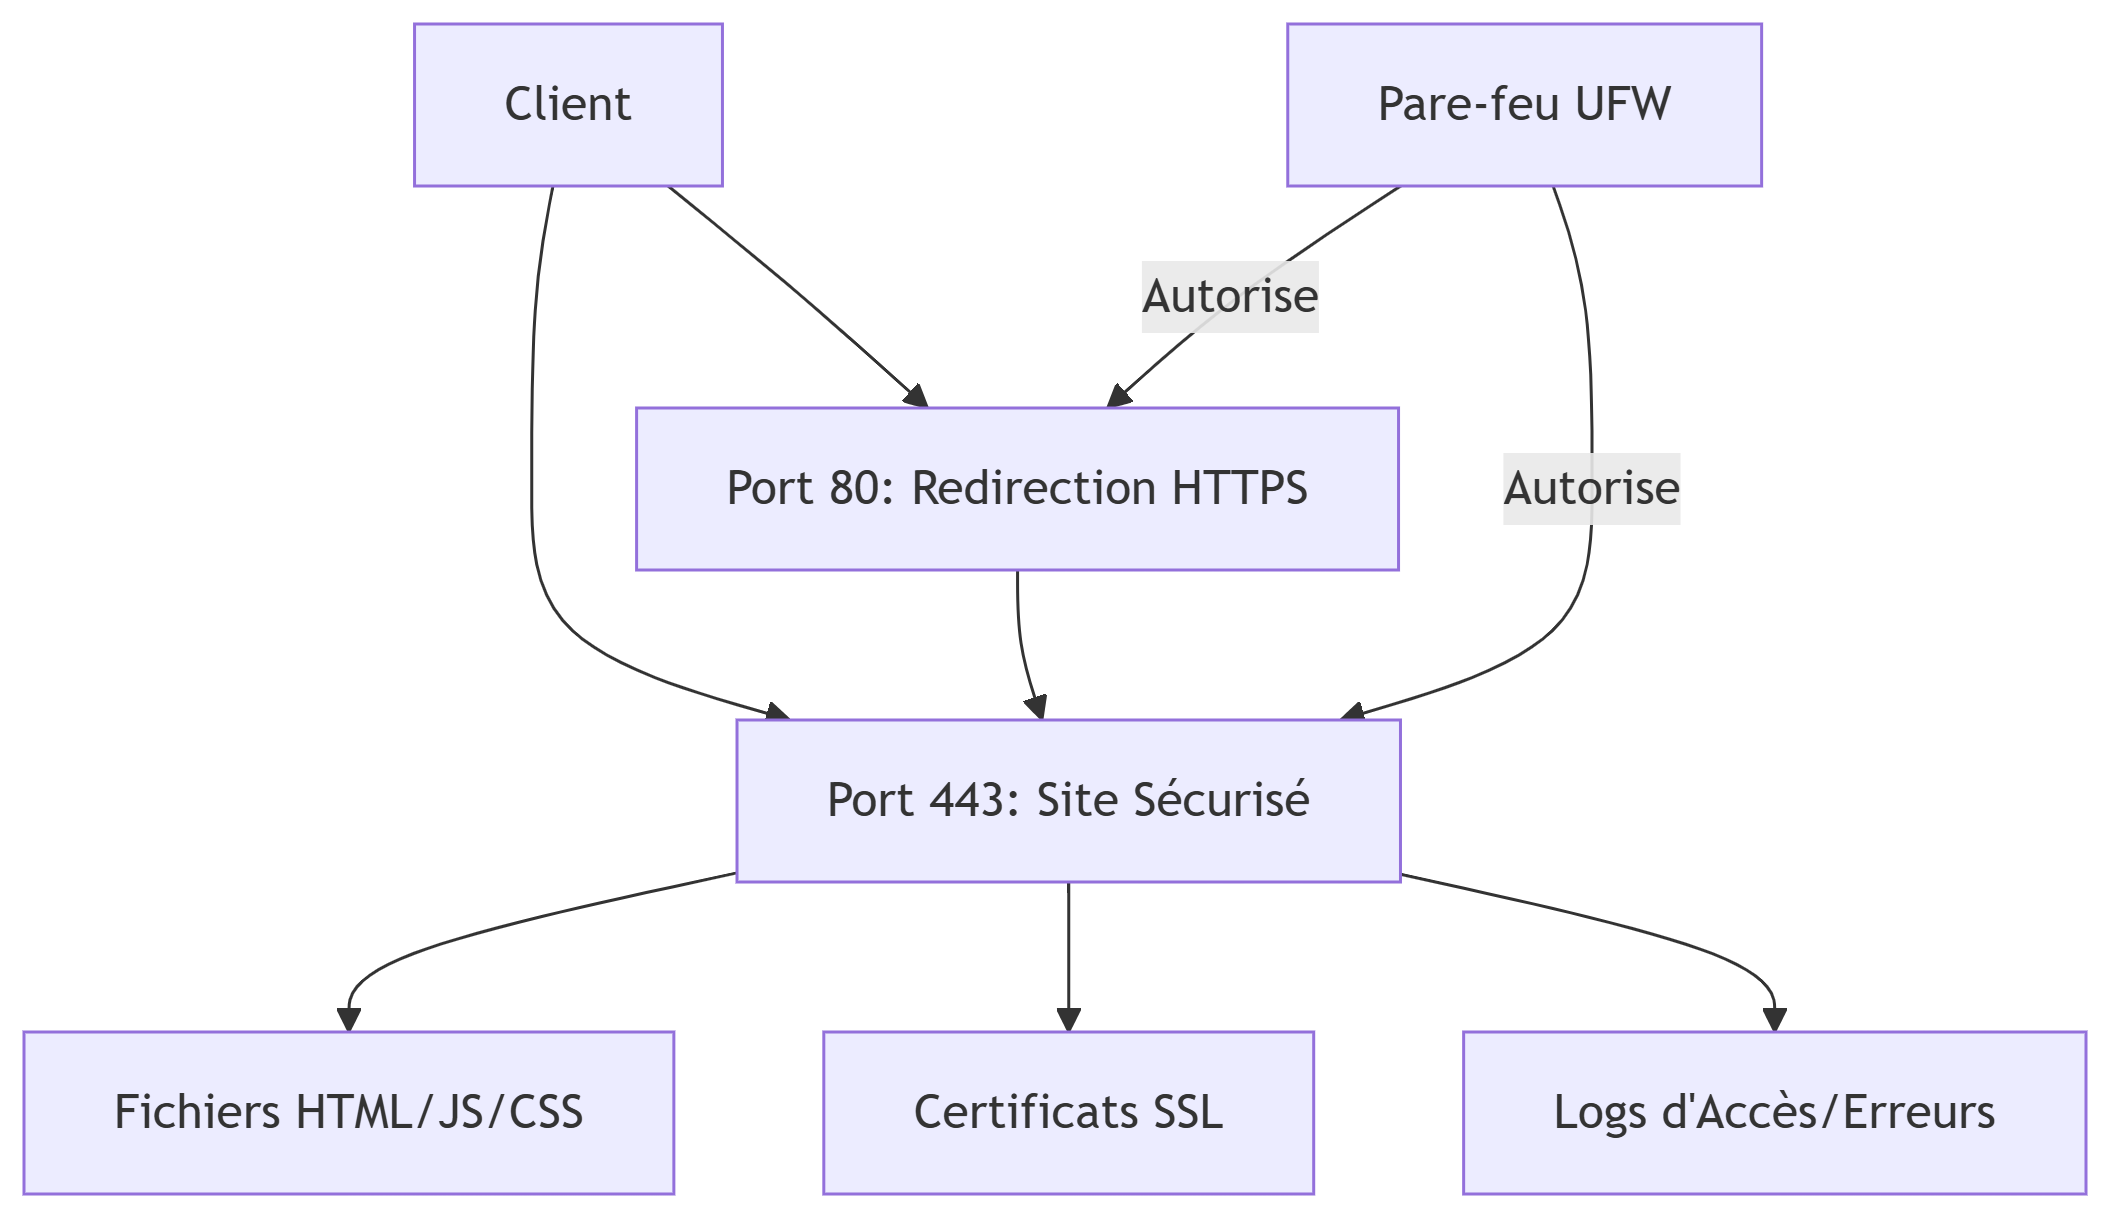 Client
Pare-feu UFW
Autorise
Port 80: Redirection HTTPS
Autorise
Port 443: Site Sécurisé
Fichiers HTML/JS/CSS
Certificats SSL
Logs d'Accès/Erreurs